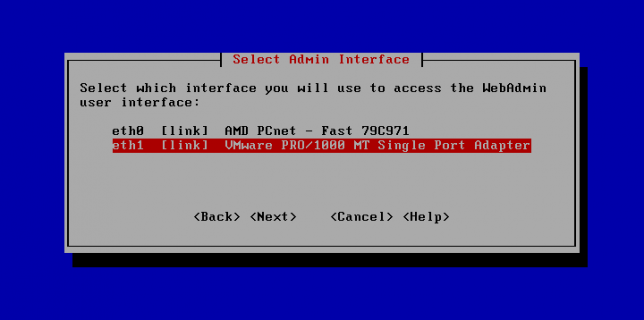 Select Admin Interface
Select which interface you will use to access the WebAdmin
user interface:
eth0 [link] AMD PCnet - Fast 79C971
eth1 [link] VMware PRO/1000 MT Single Port Adapter
<Back> <Next> <Cancel> <Help>